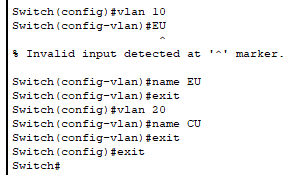 Switch(config)#vlan 10
Switch(config-vlan)#EU
^
% Invalid input detected at '^' marker.
Switch(config-vlan)#name EU
Switch(config-vlan)#exit
Switch(config)#vlan 20
Switch(config-vlan)#name CU
Switch(config-vlan)#exit
Switch(config)#exit
Switch#